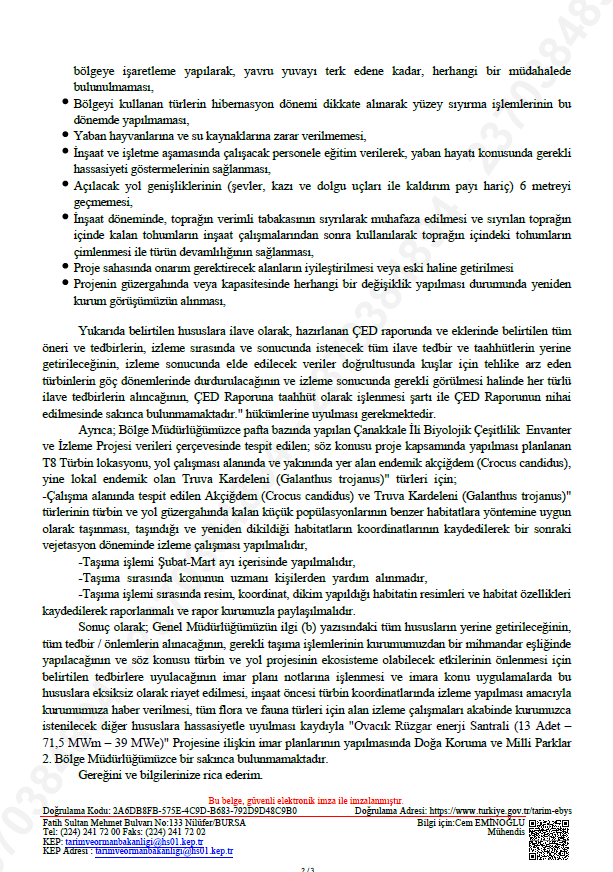 bölgeye işaretleme yapılarak, yavru yuvayı terk edene kadar, herhangi bir müdahalede
bulunulmaması,
• Bölgeyi kullanan türlerin hibernasyon dönemi dikkate alınarak yüzey sıyırma işlemlerinin bu
dönemde yapılmaması,
• Yaban hayvanlarına ve su kaynaklarına zarar verilmemesi,
• İnşaat ve işletme aşamasında çalışacak personele eğitim verilerek, yaban hayatı konusunda gerekli
hassasiyeti göstermelerinin sağlanması,
• Açılacak yol genişliklerinin (şevler, kazı ve dolgu uçları ile kaldırım payı hariç) 6 metreyi
geçmemesi,
• İnşaat döneminde, toprağın verimli tabakasının sıyrılarak muhafaza edilmesi ve sıyrılan toprağın
içinde kalan tohumların inşaat çalışmalarından sonra kullanılarak toprağın içindeki tohumların
çimlenmesi ile türün devamlılığının sağlanması,
• Proje sahasında onarım gerektirecek alanların iyileştirilmesi veya eski haline getirilmesi
• Projenin güzergahında veya kapasitesinde herhangi bir değişiklik yapılması durumunda yeniden
kurum görüşümüzün alınması,
Yukarıda belirtilen hususlara ilave olarak, hazırlanan ÇED raporunda ve eklerinde belirtilen tüm
öneri ve tedbirlerin, izleme sırasında ve sonucunda istenecek tüm ilave tedbir ve taahhütlerin yerine
getirileceğinin, izleme sonucunda elde edilecek veriler doğrultusunda kuşlar için tehlike arz eden
türbinlerin göç dönemlerinde durdurulacağının ve izleme sonucunda gerekli görülmesi halinde her türlü
ilave tedbirlerin alıncağının, ÇED Raporuna taahhüt olarak işlenmesi şartı ile ÇED Raporunun nihai
edilmesinde sakınca bulunmamaktadır." hükümlerine uyulması gerekmektedir.
Ayrıca; Bölge Müdürlüğümüzce pafta bazında yapılan Çanakkale İli Biyolojik Çeşitlilik Envanter
ve İzleme Projesi verileri çerçevesinde tespit edilen; söz konusu proje kapsamında yapılması planlanan
T8 Türbin lokasyonu, yol çalışması alanında ve yakınında yer alan endemik akçiğdem (Crocus candidus),
yine lokal endemik olan Truva Kardeleni (Galanthus trojanus)" türleri için;
-Çalışma alanında tespit edilen Akçiğdem (Crocus candidus) ve Truva Kardeleni (Galanthus trojanus)"
türlerinin türbin ve yol güzergahında kalan küçük popülasyonlarının benzer habitatlara yöntemine uygun
olarak taşınması, taşındığı ve yeniden dikildiği habitatların koordinatlarının kaydedilerek bir sonraki
vejetasyon döneminde izleme çalışması yapılmalıdır,
-Taşıma işlemi Şubat-Mart ayı içerisinde yapılmalıdır,
-Taşıma sırasında konunun uzmanı kişilerden yardım alınmadır,
-Taşıma işlemi sırasında resim, koordinat, dikim yapıldığı habitatin resimleri ve habitat özellikleri
kaydedilerek raporlanmalı ve rapor kurumuzla paylaşılmalıdır.
Sonuç olarak; Genel Müdürlüğümüzün ilgi (b) yazısındaki tüm hususların yerine getirileceğinin,
tüm tedbir / önlemlerin alınacağının, gerekli taşıma işlemlerinin kurumumuzdan bir mihmandar eşliğinde
yapılacağının ve söz konusu türbin ve yol projesinin ekosisteme olabilecek etkilerinin önlenmesi için
belirtilen tedbirlere uyulacağının imar planı notlarına işlenmesi ve imara konu uygulamalarda bu
hususlara eksiksiz olarak riayet edilmesi, inşaat öncesi türbin koordinatlarında izleme yapılması amacıyla
kurumumuza haber verilmesi, tüm flora ve fauna türleri için alan izleme çalışmaları akabinde kurumuzca
istenilecek diğer hususlara hassasiyetle uyulması kaydıyla "Ovacık Rüzgar enerji Santrali (13 Adet –
71,5 MWm – 39 MWe)" Projesine ilişkin imar planlarının yapılmasında Doğa Koruma ve Milli Parklar
2. Bölge Müdürlüğümüzce bir sakınca bulunmamaktadır.
Gereğini ve bilgilerinize rica ederim.
Bu belge, güvenli elektronik imza ile imzalanmıştır.
Doğrulama Kodu: 2A6DB8FB-575E-4C9D-B683-792D9D48C9B0 Doğrulama Adresi: https://www.turkiye.gov.tr/tarim-ebys
Fatih Sultan Mehmet Bulvarı No:133 Nilüfer/BURSA Bilgi için:Cem EMİNOĞLU
Tel: (224) 241 72 00 Faks: (224) 241 72 02 Mühendis
KEP: tarimveormanbakanligi@hs01.kep.tr
KEP Adresi : tarimveormanbakanligi@hs01.kep.tr
2 / 3